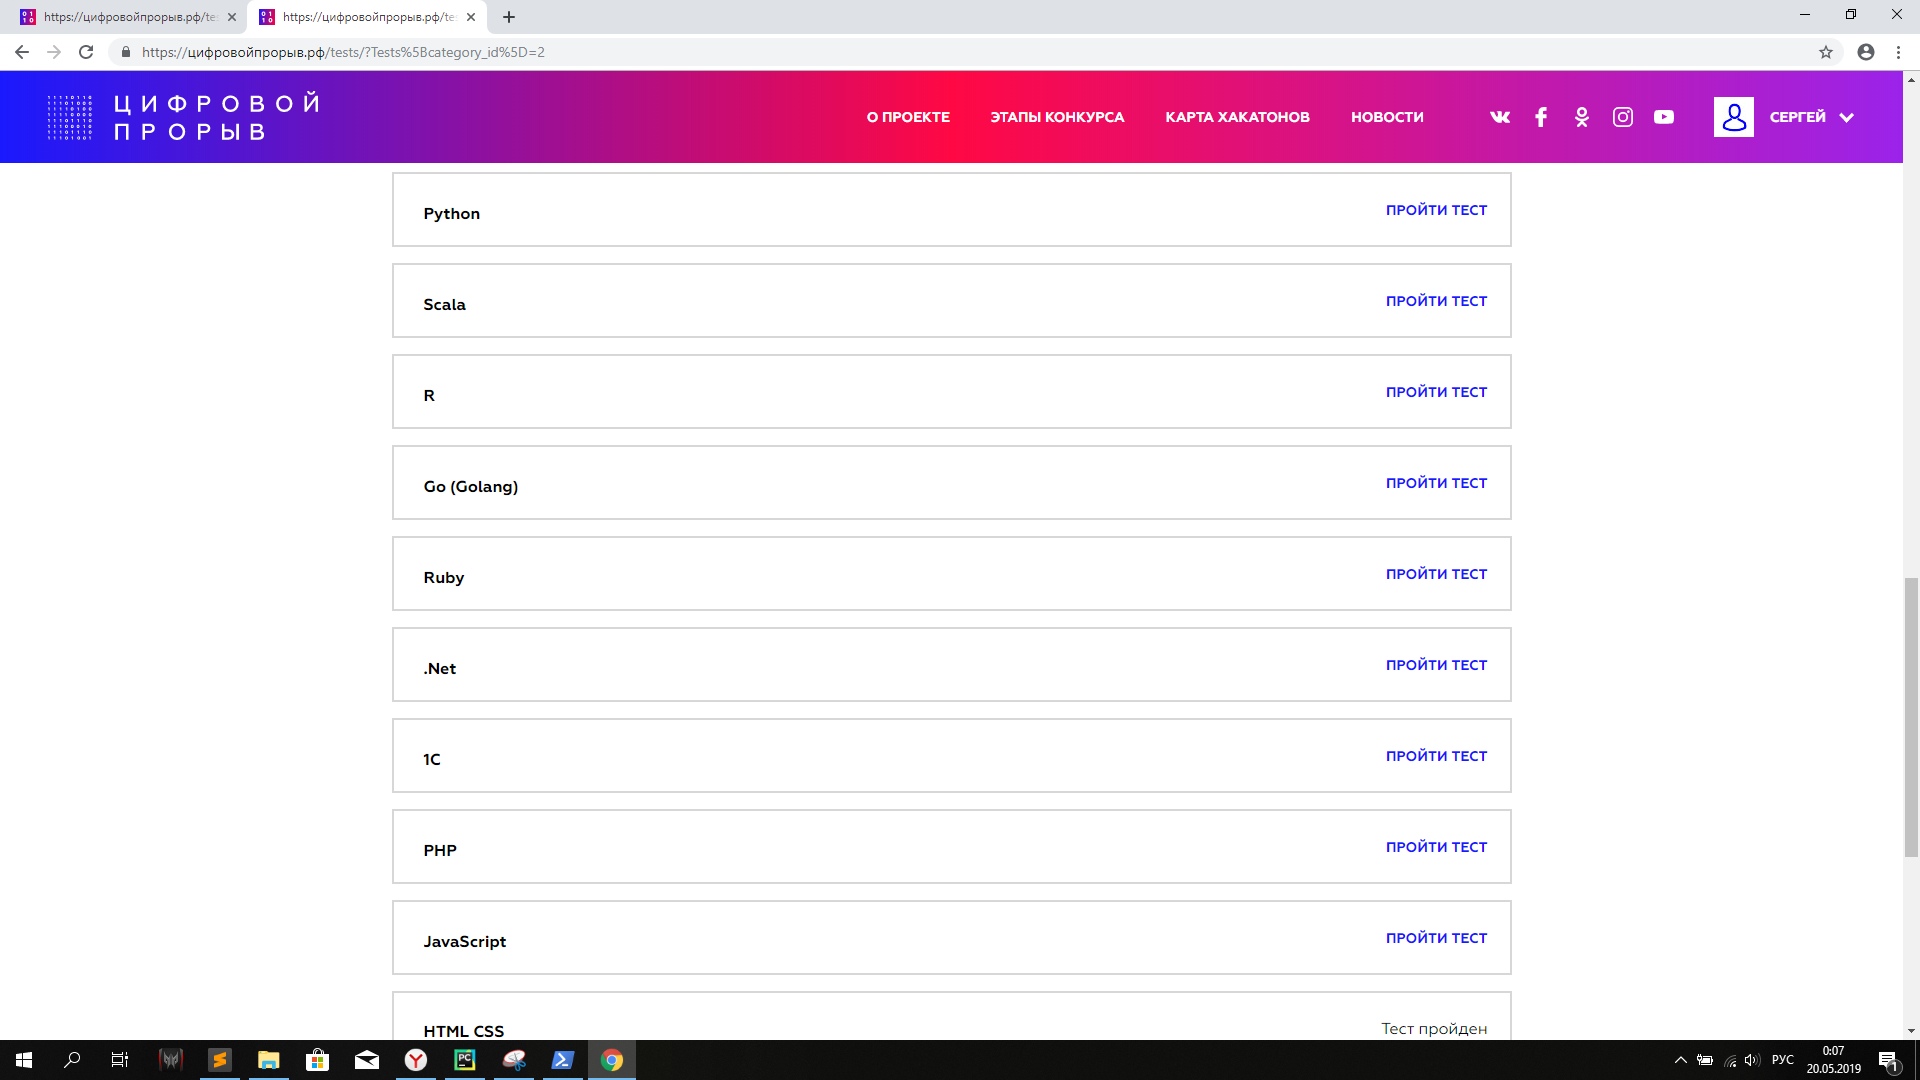 https://цифровойпрорыв.рф/te
https://цифровойпрорыв.рф/te
https://цифровойпрорыв.рф/tests/?Tests%5Bcategory_id%5D=2
ЦИФРОВОЙ
ПРОРЫВ
О ПРОЕКТЕ ЭТАПЫ КОНКУРСА КАРТА ХАКАТОНОВ НОВОСТИ СЕРГЕЙ
Python ПРОЙТИ ТЕСТ
Scala ПРОЙТИ ТЕСТ
R ПРОЙТИ ТЕСТ
Go (Golang) ПРОЙТИ ТЕСТ
Ruby ПРОЙТИ ТЕСТ
.Net ПРОЙТИ ТЕСТ
1C ПРОЙТИ ТЕСТ
PHP ПРОЙТИ ТЕСТ
JavaScript ПРОЙТИ ТЕСТ
HTML CSS Тест пройден
PC
РУС
0:07
20.05.2019
1